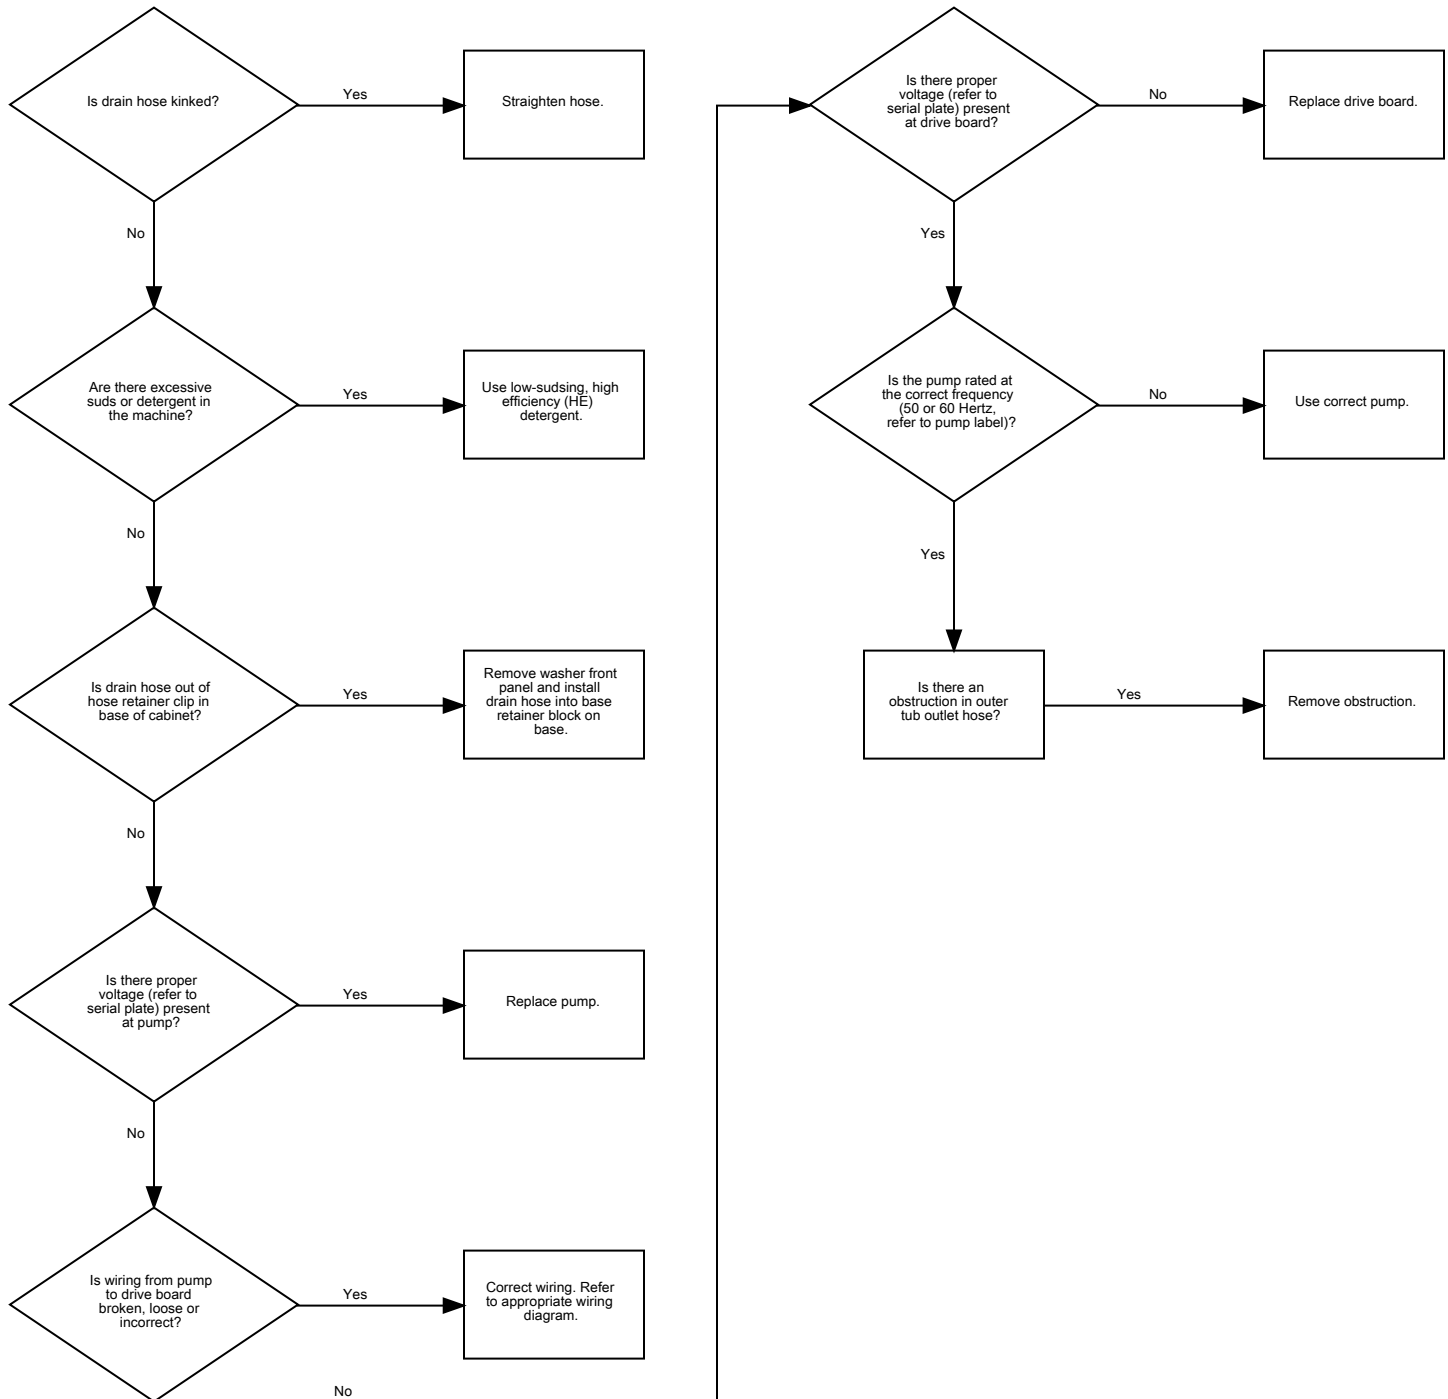 Is drain hose kinked?
Yes
Straighten hose.
No
Are there excessive
suds or detergent in
the machine?
Yes
Use low-sudsing, high
efficiency (HE)
detergent.
No
Is drain hose out of
hose retainer clip in
base of cabinet?
Yes
Remove washer front
panel and install
drain hose into base
retainer block on
base.
No
Is there proper
voltage (refer to
serial plate) present
at pump?
Yes
Replace pump.
No
Is wiring from pump
to drive board
broken, loose or
incorrect?
Yes
Correct wiring. Refer
to appropriate wiring
diagram.
No
Is there proper
voltage (refer to
serial plate) present
at drive board?
No
Replace drive board.
Yes
Is the pump rated at
the correct frequency
(50 or 60 Hertz,
refer to pump label)?
No
Use correct pump.
Yes
Is there an
obstruction in outer
tub outlet hose?
Yes
Remove obstruction.